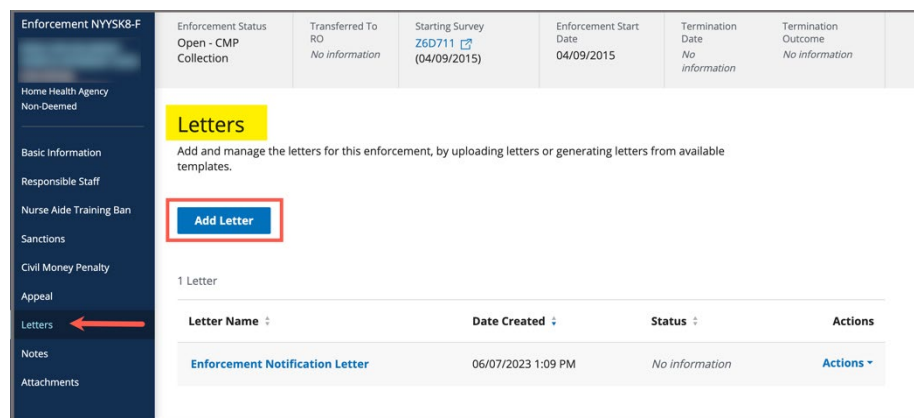 Enforcement NYYSK8-F
Home Health Agency
Non-Deemed
Basic Information
Responsible Staff
Nurse Aide Training Ban
Sanctions
Civil Money Penalty
Appeal
Letters
Notes
Attachments
Enforcement Status
Open - CMP
Collection
Transferred To
RO
No information
Starting Survey
Z6D711
(04/09/2015)
Enforcement Start
Date
04/09/2015
Termination
Date
No
information
Termination
Outcome
No information
Letters
Add and manage the letters for this enforcement, by uploading letters or generating letters from available
templates.
Add Letter
1 Letter
Letter Name Date Created Status Actions
Enforcement Notification Letter 06/07/2023 1:09 PM No information Actions